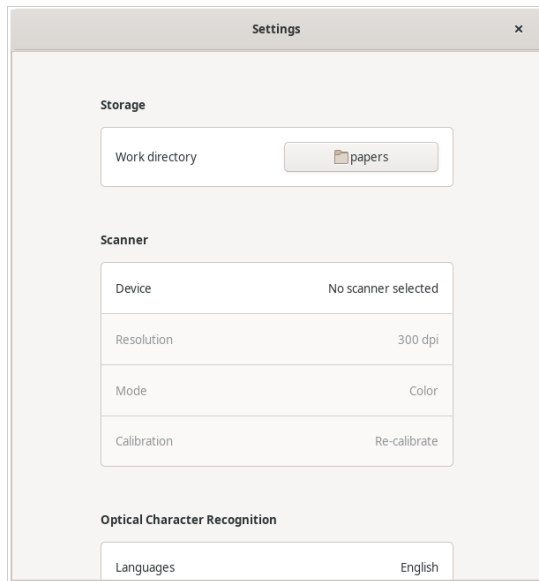 Settings ×
Storage
Work directory papers
Scanner
Device No scanner selected
Resolution 300 dpi
Mode Color
Calibration Re-calibrate
Optical Character Recognition
Languages English